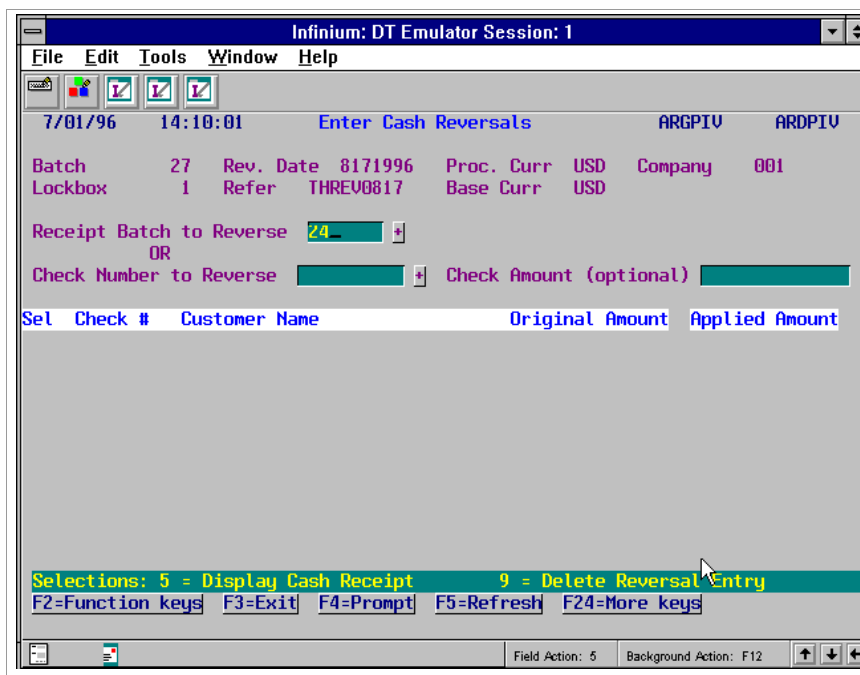 Infinium: DT Emulator Session: 1
File Edit Tools Window Help
7/01/96 14:10:01 Enter Cash Reversals ARGPIV ARDPIV
Batch 27 Rev. Date 8171996 Proc. Curr USD Company 001
Lockbox 1 Refer THREV0817 Base Curr USD
Receipt Batch to Reverse 24_ +
OR
Check Number to Reverse + Check Amount (optional)
Sel Check # Customer Name Original Amount Applied Amount
Selections: 5 = Display Cash Receipt 9 = Delete Reversal Entry
F2=Function keys F3=Exit F4=Prompt F5=Refresh F24=More keys
Field Action: 5 Background Action: F12